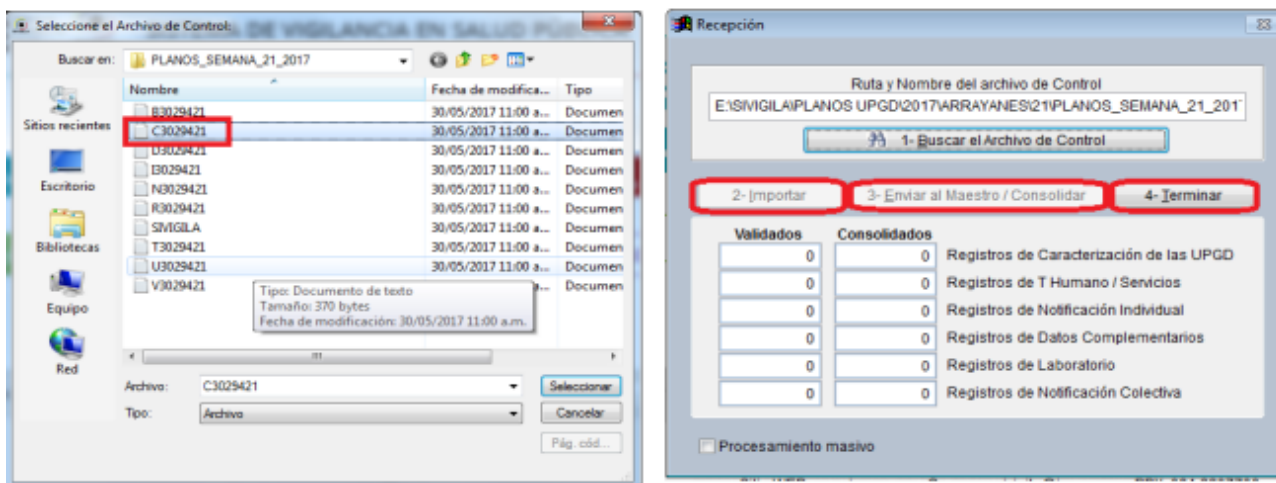 Seleccione el Archivo de Control:
Buscar en: PLANOS_SEMANA_21_2017
Nombre Fecha de modifica... Tipo
B3029421 30/05/2017 11:00 a... Documen
C3029421 30/05/2017 11:00 a... Documen
D3029421 30/05/2017 11:00 a... Documen
I3029421 30/05/2017 11:00 a... Documen
N3029421 30/05/2017 11:00 a... Documen
R3029421 30/05/2017 11:00 a... Documen
SIVIGILA 30/05/2017 11:00 a... Documen
T3029421 30/05/2017 11:00 a... Documen
U3029421 30/05/2017 11:00 a... Documen
V3029421 Documen
Tipo: Documento de texto
Tamaño: 370 bytes
Fecha de modificación: 30/05/2017 11:00 a.m.
Sitios recientes
Escritorio
Bibliotecas
Equipo
Red
Archivo: C3029421 Seleccionar
Tipo: Archivo Cancelar
Pág. cód...
Recepción
Ruta y Nombre del archivo de Control
E:\SIVIGILA\PLANOS UPGD\2017\ARRAYANES\21\PLANOS_SEMANA_21_201
1- Buscar el Archivo de Control
2- Importar 3- Enviar al Maestro / Consolidar 4- Terminar
Validados Consolidados
0 0 Registros de Caracterización de las UPGD
0 0 Registros de T Humano / Servicios
0 0 Registros de Notificación Individual
0 0 Registros de Datos Complementarios
0 0 Registros de Laboratorio
0 0 Registros de Notificación Colectiva
Procesamiento masivo